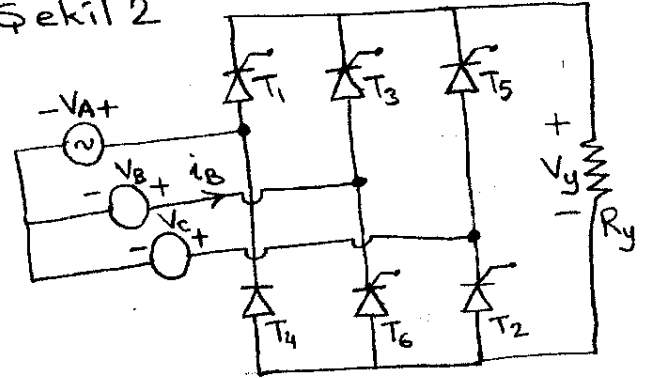 Şekil 2
T1 T3 T5
-VA+
~
- VB + iB
- VC +
+
Vy
-
Ry
T4 T6 T2